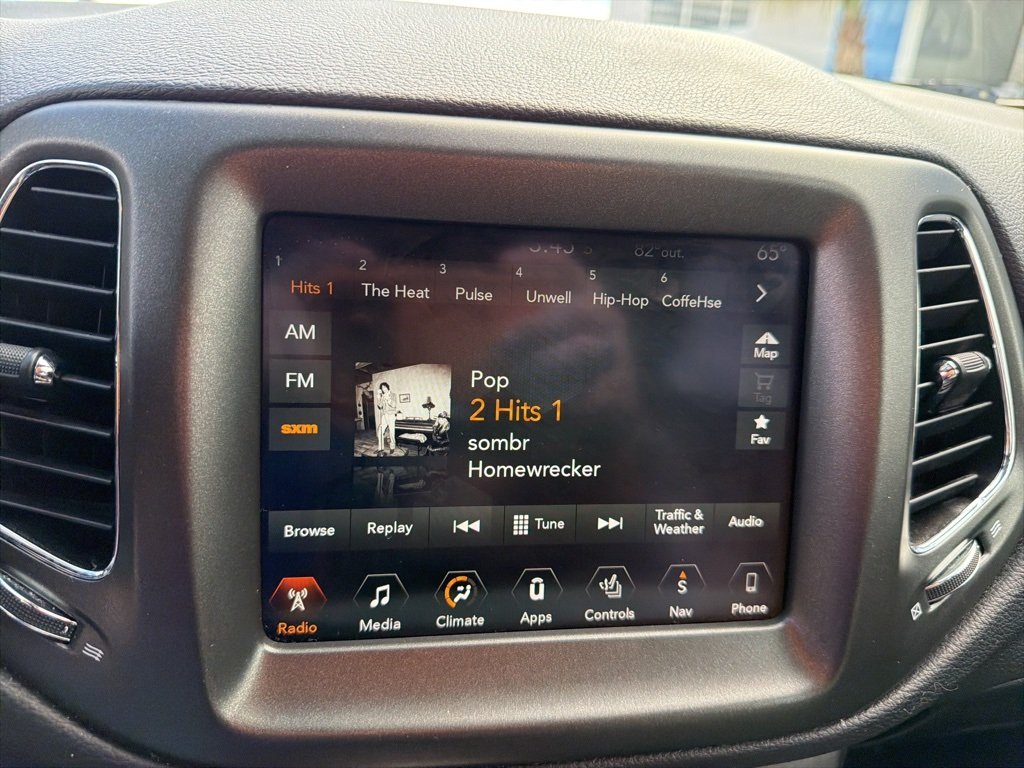 82° out.
65°
1 2 3 4 5 6
Hits 1 The Heat Pulse Unwell Hip-Hop CoffeHse
AM
FM
sxm
Pop
2 Hits 1
sombr
Homewrecker
Map
Tag
Fav
Browse Replay Tune Traffic & Weather Audio
Radio Media Climate Apps Controls S Nav Phone